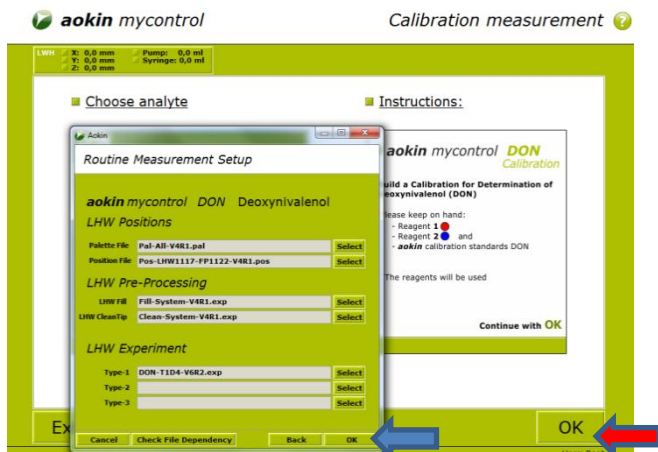 aokin mycontrol
Calibration measurement ?
LWH X: 0,0 mm Pump: 0,0 ml
Y: 0,0 mm Syringe: 0,0 ml
Z: 0,0 mm
Choose analyte
Instructions:
Aokin
Routine Measurement Setup
aokin mycontrol DON Deoxynivalenol
LHW Positions
Palette File Pal-All-V4R1.pal Select
Position File Pos-LHW1117-FP1122-V4R1.pos Select
LHW Pre-Processing
LHW Fill Fill-System-V4R1.exp Select
LHW CleanTip Clean-System-V4R1.exp Select
LHW Experiment
Type-1 DON-T1D4-V6R2.exp Select
Type-2 Select
Type-3 Select
Cancel Check File Dependency Back OK
aokin mycontrol DON
Calibration
uild a Calibration for Determination of
eoxynivalenol (DON)
lease keep on hand:
- Reagent 1
- Reagent 2 and
- aokin calibration standards DON
The reagents will be used
Continue with OK
Ex
OK